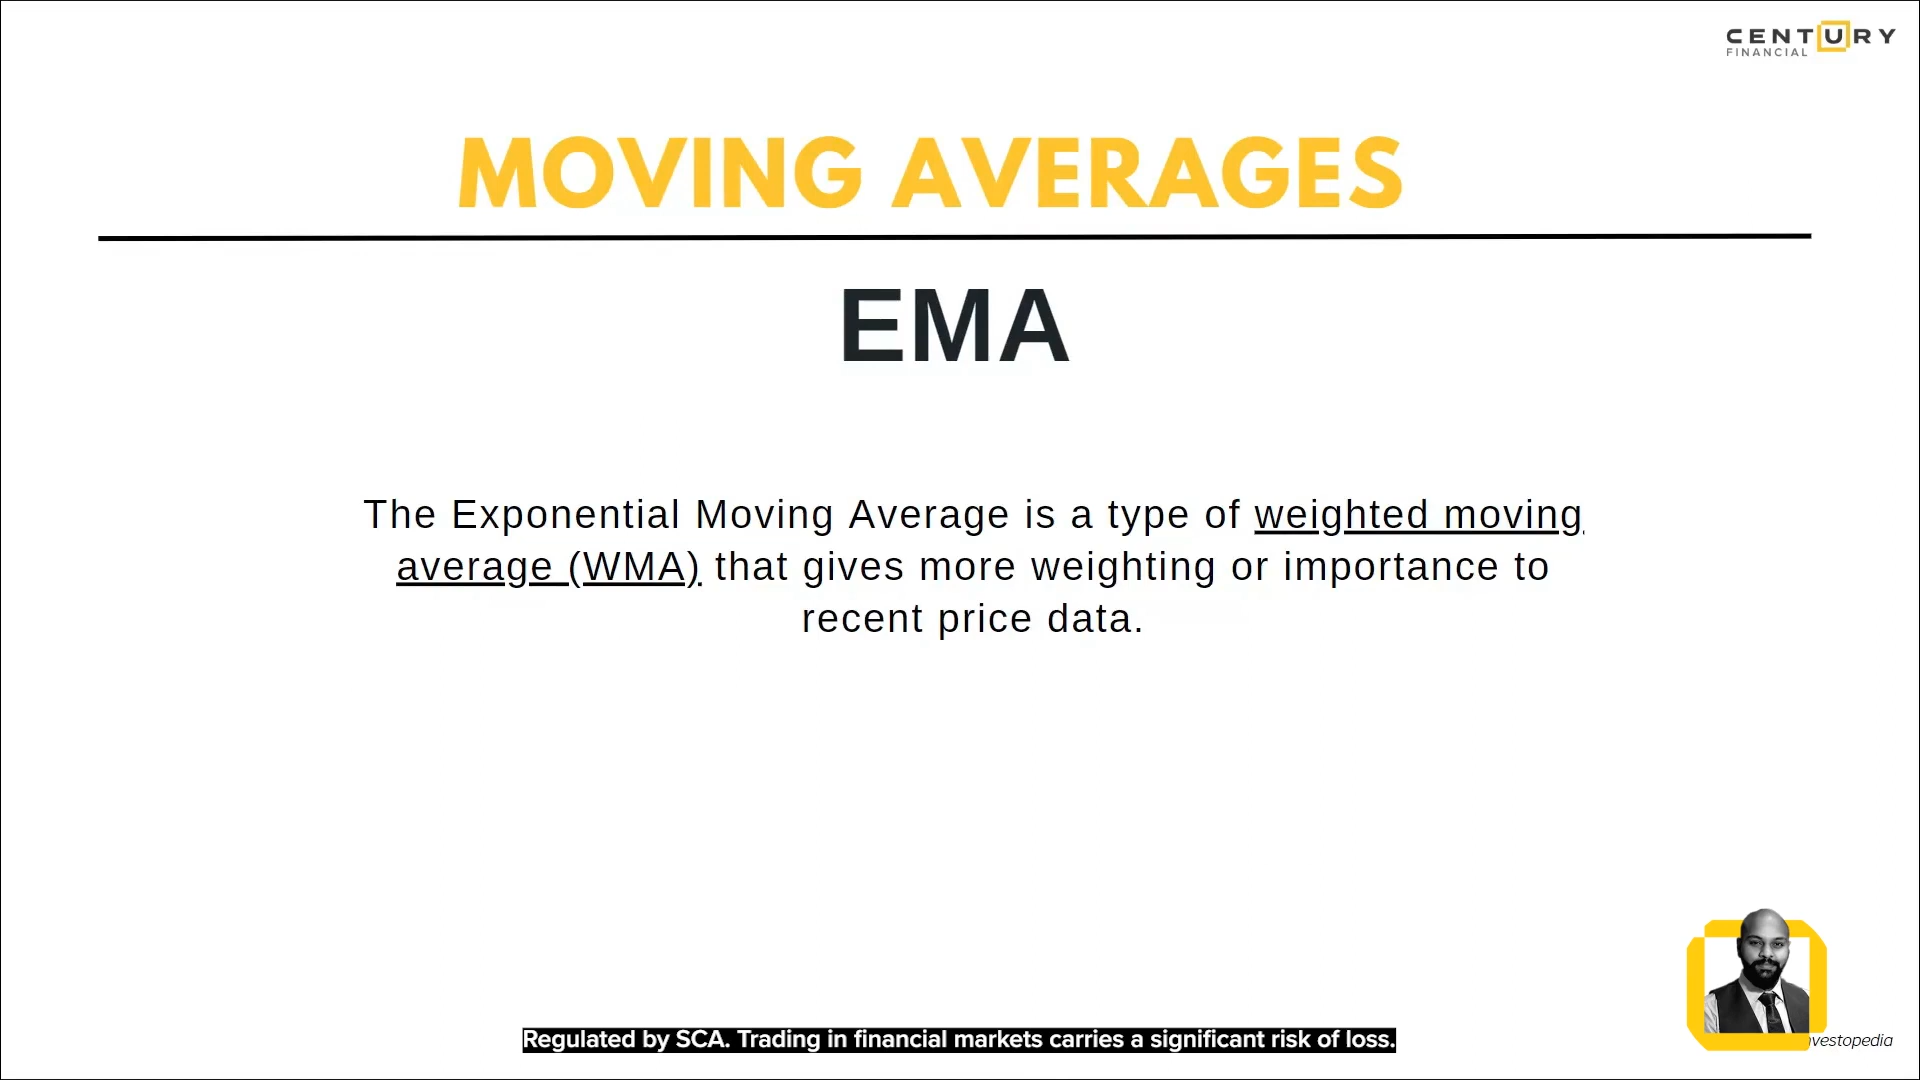 CENTURY
FINANCIAL
MOVING AVERAGES
EMA
The Exponential Moving Average is a type of weighted moving
average (WMA) that gives more weighting or importance to
recent price data.
Regulated by SCA. Trading in financial markets carries a significant risk of loss.
nvestopedia